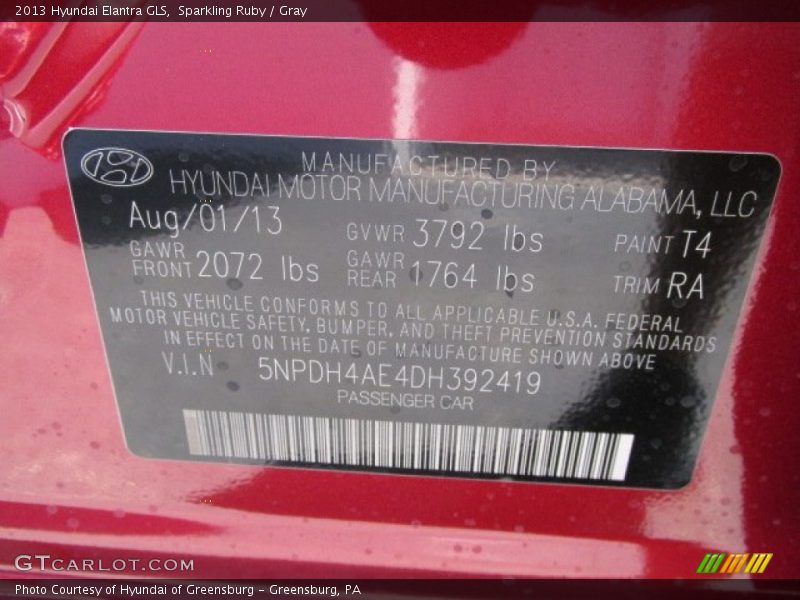 2013 Hyundai Elantra GLS,  Sparkling Ruby / Gray
MANUFACTURED BY
HYUNDAI MOTOR MANUFACTURING ALABAMA, LLC
Aug/01/13 GVWR 3792 lbs PAINT T4
GAWR FRONT 2072 lbs GAWR REAR 1764 lbs TRIM RA
THIS VEHICLE CONFORMS TO ALL APPLICABLE U.S.A. FEDERAL
MOTOR VEHICLE SAFETY, BUMPER, AND THEFT PREVENTION STANDARDS
IN EFFECT ON THE DATE OF MANUFACTURE SHOWN ABOVE
V.I.N 5NPDH4AE4DH392419
PASSENGER CAR
GTCARLOT.COM
Photo Courtesy of Hyundai of Greensburg - Greensburg, PA